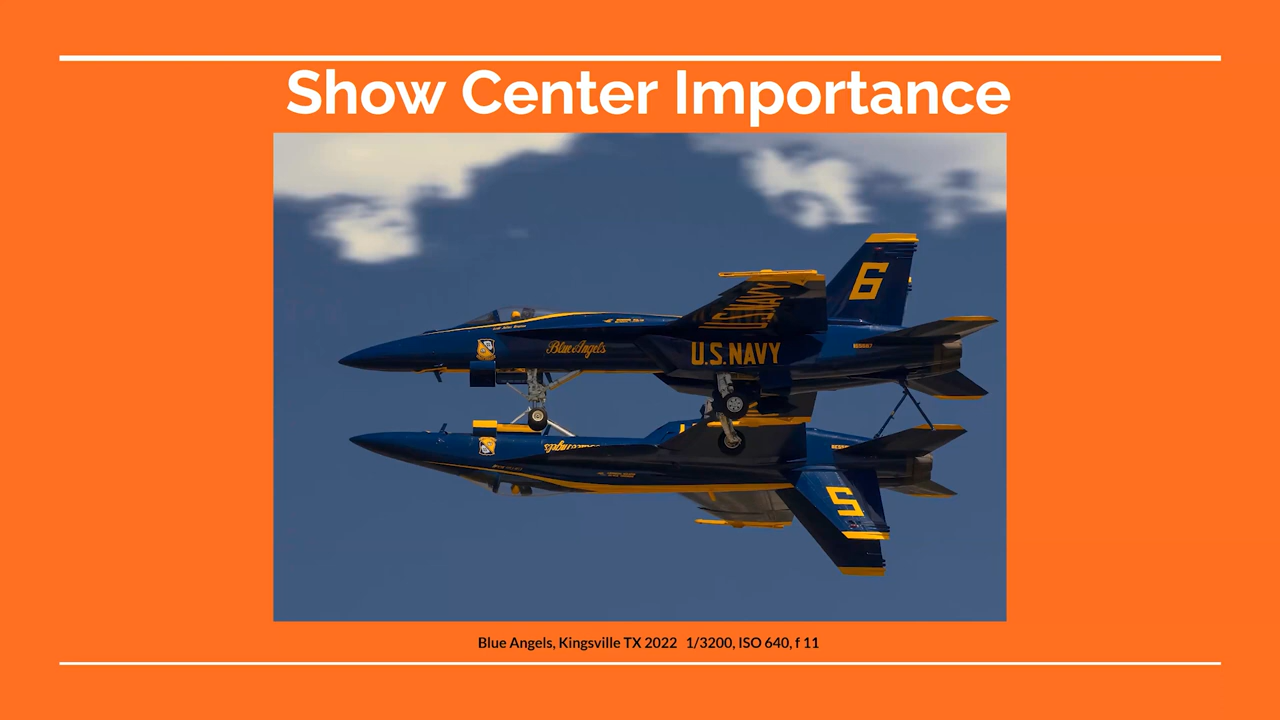 Show Center Importance
6
U.S. NAVY
Blue Angels
U.S. NAVY
5
Blue Angels, Kingsville TX 2022 1/3200, ISO 640, f 11